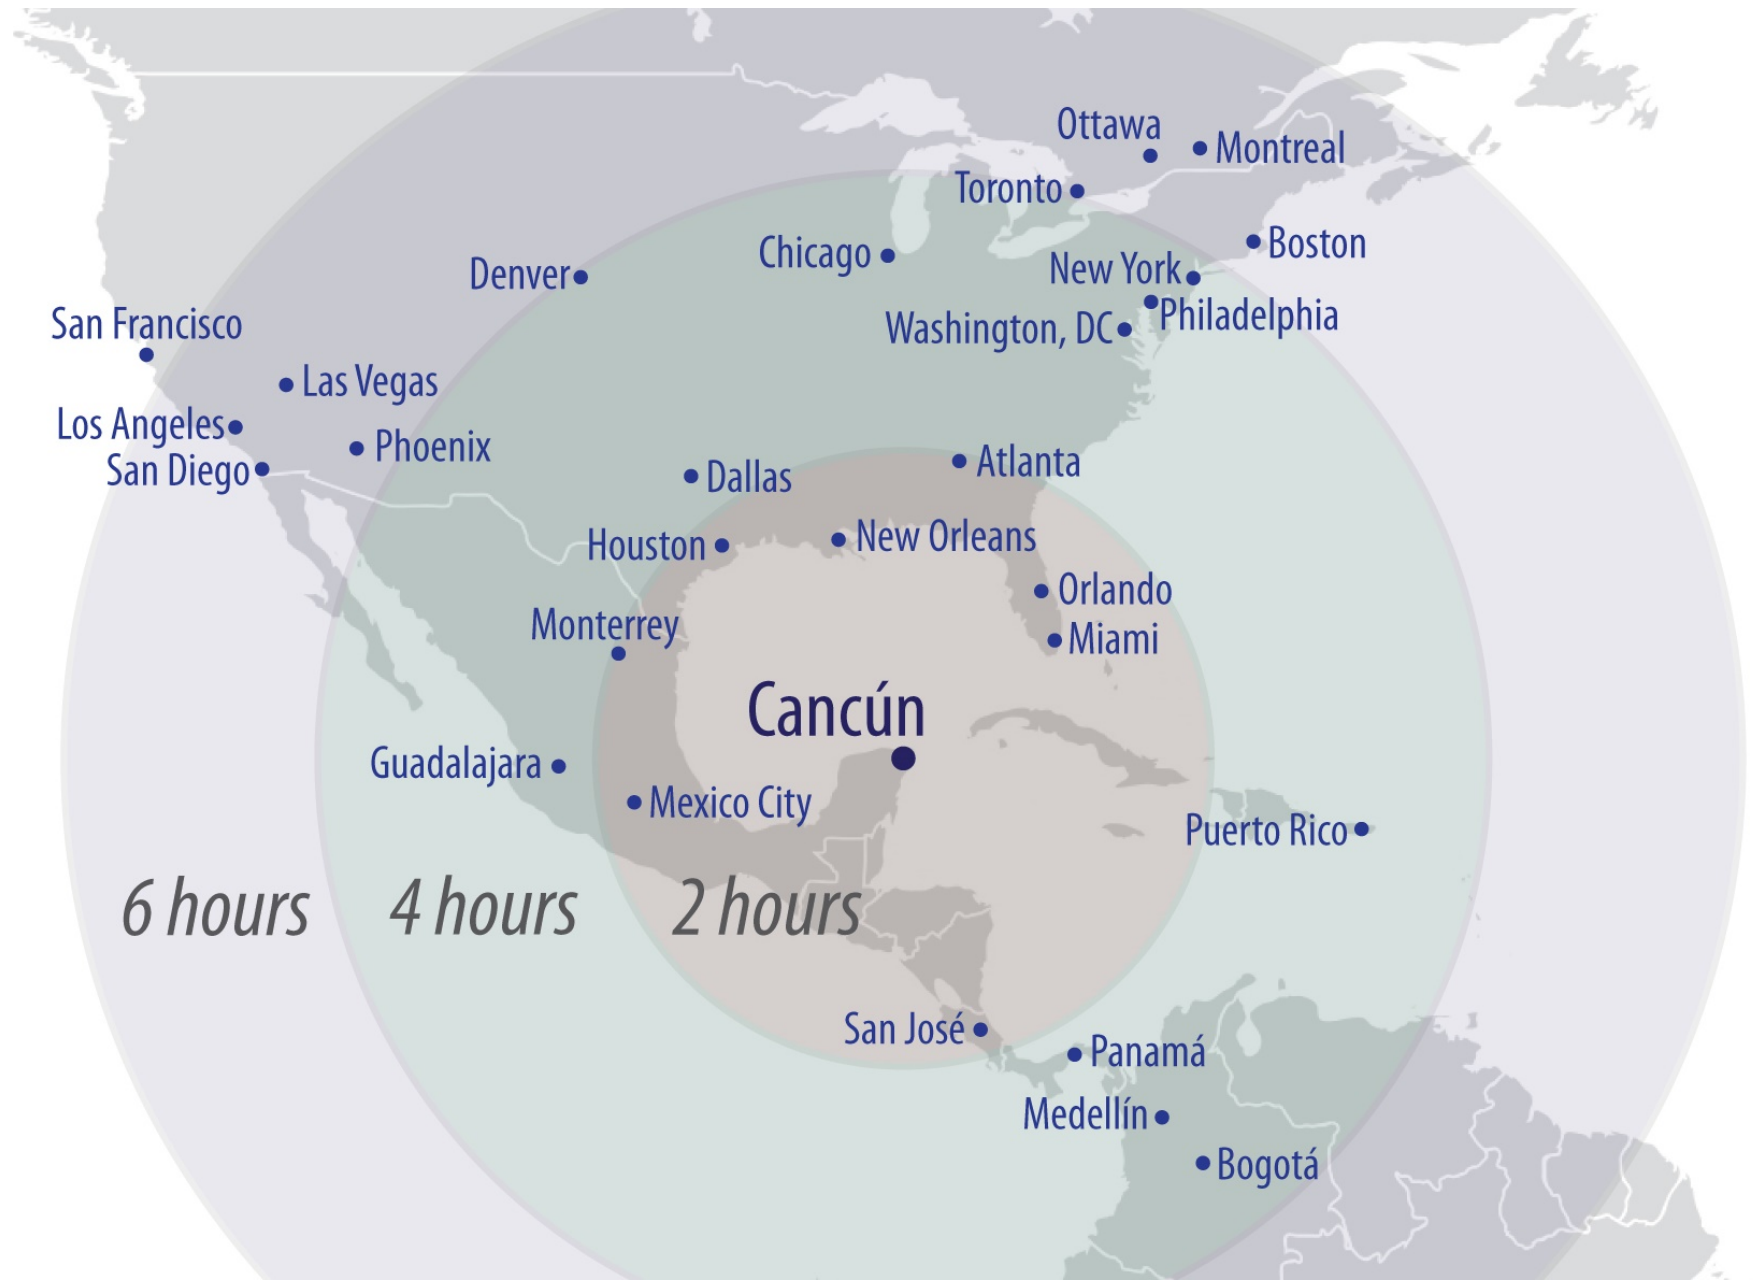 Ottawa
Montreal
Toronto
Boston
Chicago
New York
Denver
Philadelphia
Washington, DC
San Francisco
Las Vegas
Los Angeles
Phoenix
San Diego
Atlanta
Dallas
New Orleans
Houston
Orlando
Monterrey
Miami
Cancún
Guadalajara
Mexico City
Puerto Rico
6 hours
4 hours
2 hours
San José
Panamá
Medellín
Bogotá